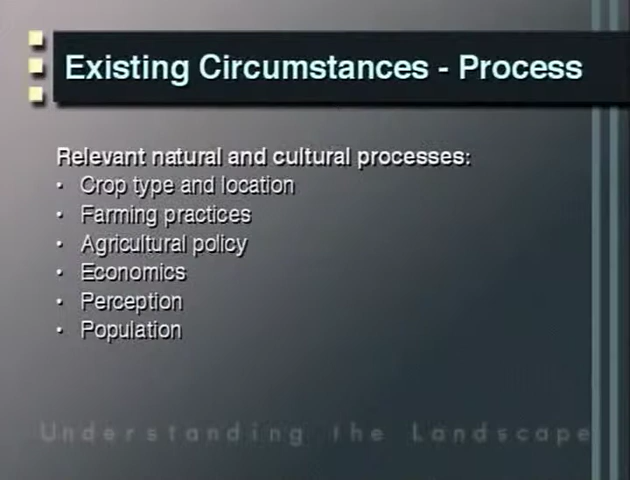 Existing Circumstances - Process
Relevant natural and cultural processes:
• Crop type and location
• Farming practices
• Agricultural policy
• Economics
• Perception
• Population
Understanding the Landscape